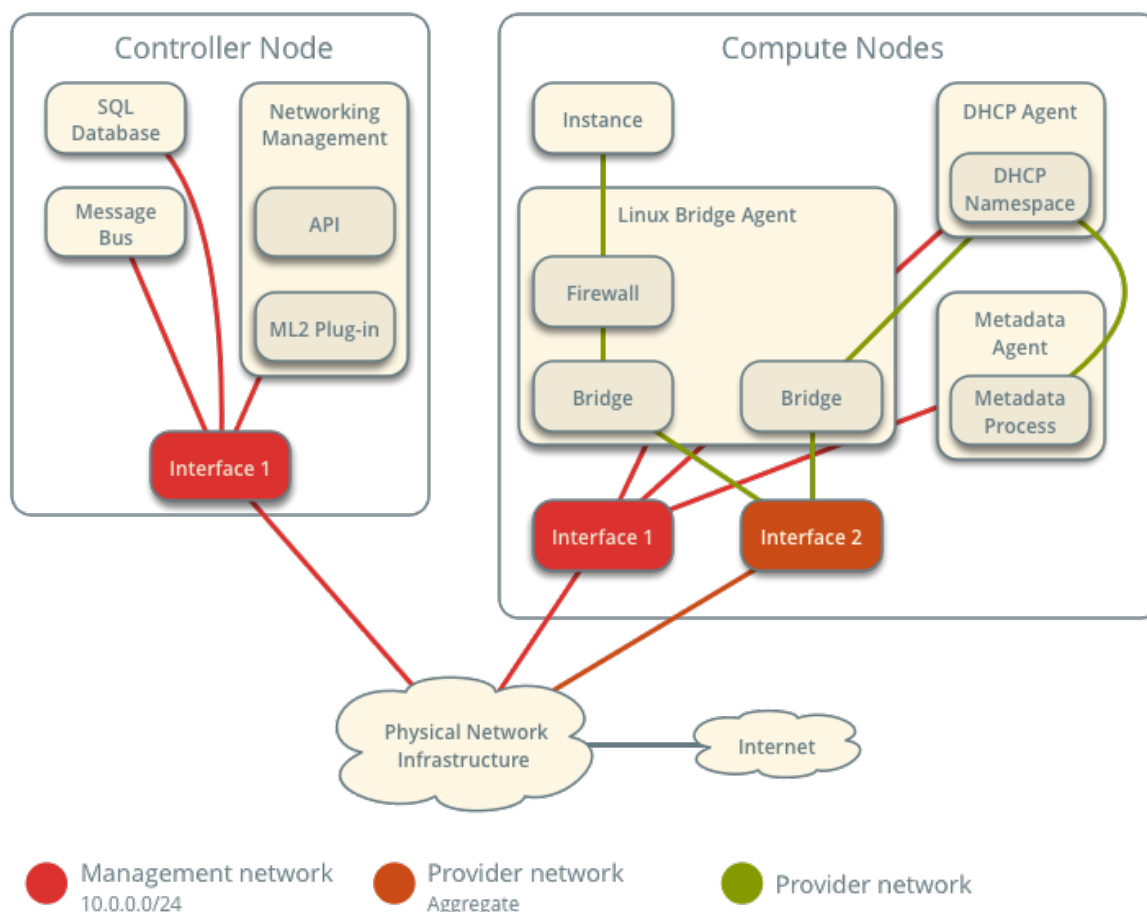 Controller Node
SQL
Database
Networking
Management
Message
Bus
API
ML2 Plug-in
Interface 1
Compute Nodes
Instance
DHCP Agent
DHCP
Namespace
Linux Bridge Agent
Firewall
Bridge
Bridge
Metadata
Agent
Metadata
Process
Interface 1
Interface 2
Physical Network
Infrastructure
Internet
Management network
10.0.0.0/24
Provider network
Aggregate
Provider network